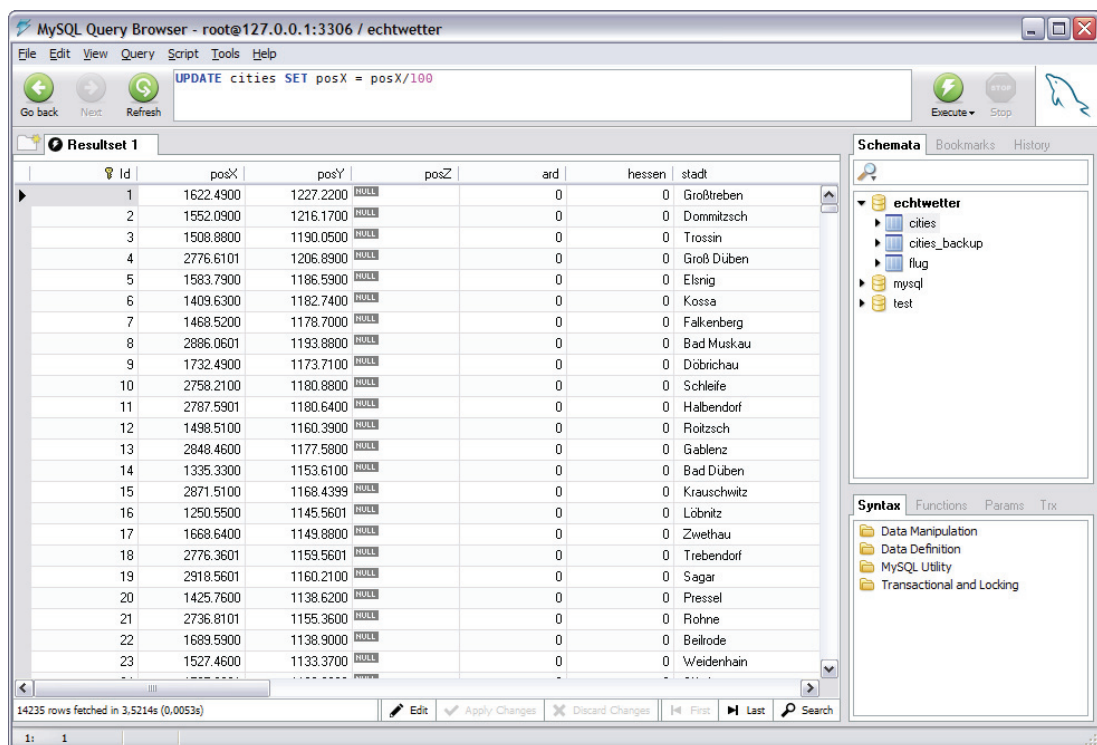 MySQL Query Browser - root@127.0.0.1:3306 / echtwetter
File Edit View Query Script Tools Help
UPDATE cities SET posX = posX/100
Go back Next Refresh Execute STOP Stop
Resultset 1
Id posX posY posZ ard hessen stadt
1 1622.4900 1227.2200 NULL 0 0 Großtreben
2 1552.0900 1216.1700 NULL 0 0 Dommitzsch
3 1508.8800 1190.0500 NULL 0 0 Trossin
4 2776.6101 1206.8900 NULL 0 0 Groß Düben
5 1583.7900 1186.5900 NULL 0 0 Elsnig
6 1409.6300 1182.7400 NULL 0 0 Kossa
7 1468.5200 1178.7000 NULL 0 0 Falkenberg
8 2886.0601 1193.8800 NULL 0 0 Bad Muskau
9 1732.4900 1173.7100 NULL 0 0 Döbrichau
10 2758.2100 1180.8800 NULL 0 0 Schleife
11 2787.5901 1180.6400 NULL 0 0 Halbendorf
12 1498.5100 1160.3900 NULL 0 0 Roitzsch
13 2848.4600 1177.5800 NULL 0 0 Gablenz
14 1335.3300 1153.6100 NULL 0 0 Bad Düben
15 2871.5100 1168.4399 NULL 0 0 Krauschwitz
16 1250.5500 1145.5601 NULL 0 0 Löbnitz
17 1668.6400 1149.8800 NULL 0 0 Zwethau
18 2776.3601 1159.5601 NULL 0 0 Trebendorf
19 2918.5601 1160.2100 NULL 0 0 Sagar
20 1425.7600 1138.6200 NULL 0 0 Pressel
21 2736.8101 1155.3600 NULL 0 0 Rohne
22 1689.5900 1138.9000 NULL 0 0 Beilrode
23 1527.4600 1133.3700 NULL 0 0 Weidenhain
14235 rows fetched in 3,5214s (0,0053s)
Edit Apply Changes Discard Changes First Last Search
1: 1
Schemata Bookmarks History
echtwetter
cities
cities_backup
flug
mysql
test
Syntax Functions Params Trx
Data Manipulation
Data Definition
MySQL Utility
Transactional and Locking